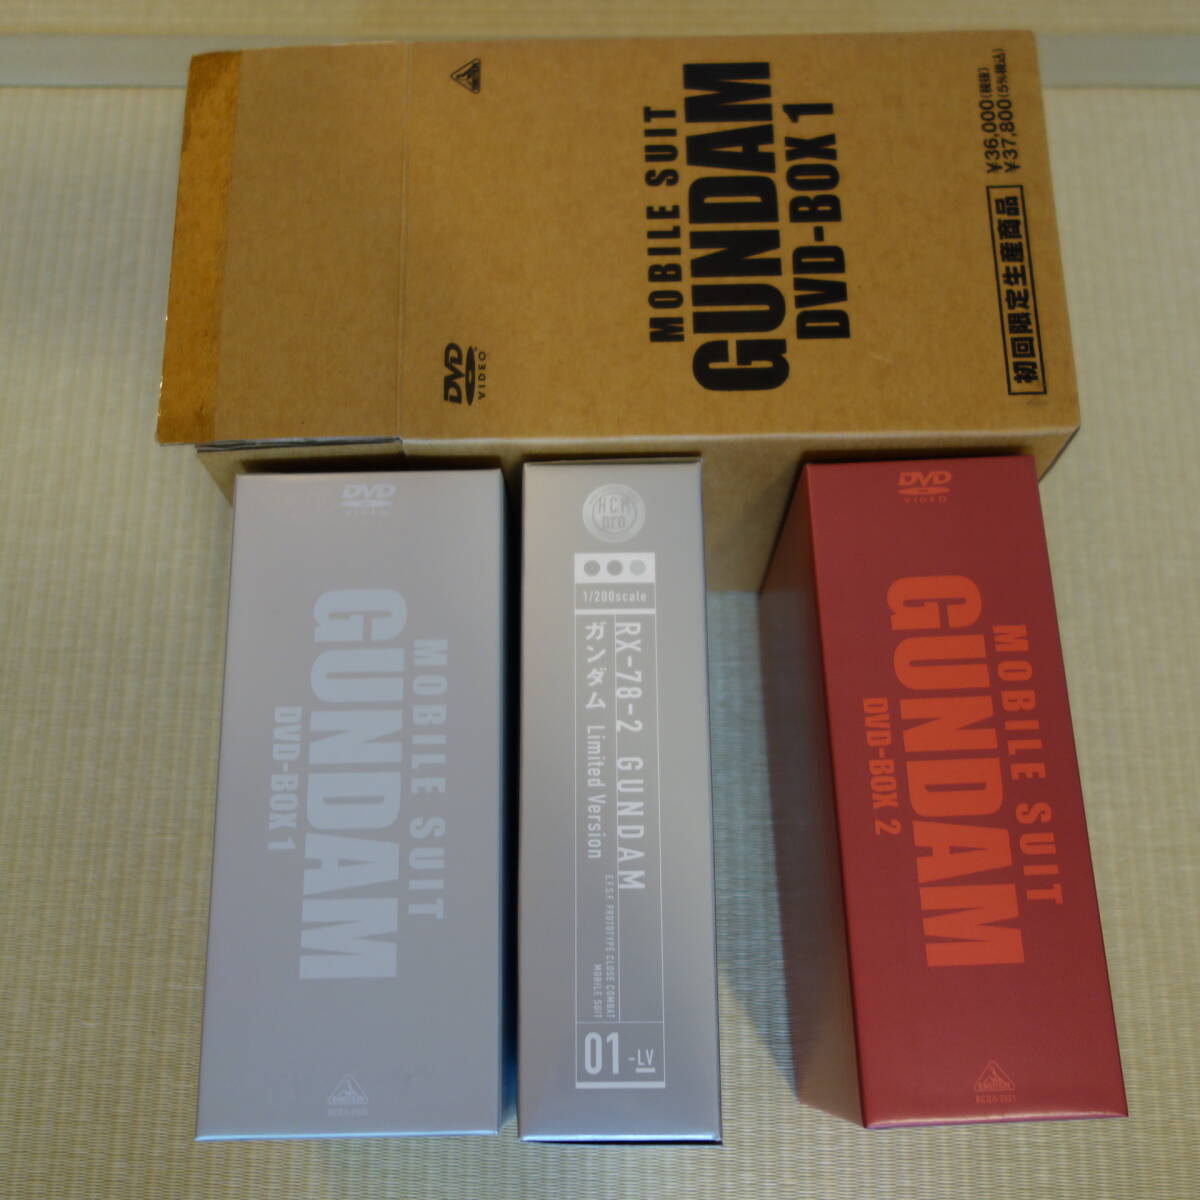 MOBILE SUIT
GUNDAM
DVD-BOX 1
DVD
VIDEO
初回限定生産商品
¥36,000(税抜)
¥37,800(5%税込)
DVD
VIDEO
MOBILE SUIT
GUNDAM
DVD-BOX 1
HCM
pro
1/200scale
RX-78-2 GUNDAM
ガンダム Limited Version
E.F.S.F. PROTOTYPE CLOSE COMBAT
MOBILE SUIT
01-LV
DVD
VIDEO
MOBILE SUIT
GUNDAM
DVD-BOX 2